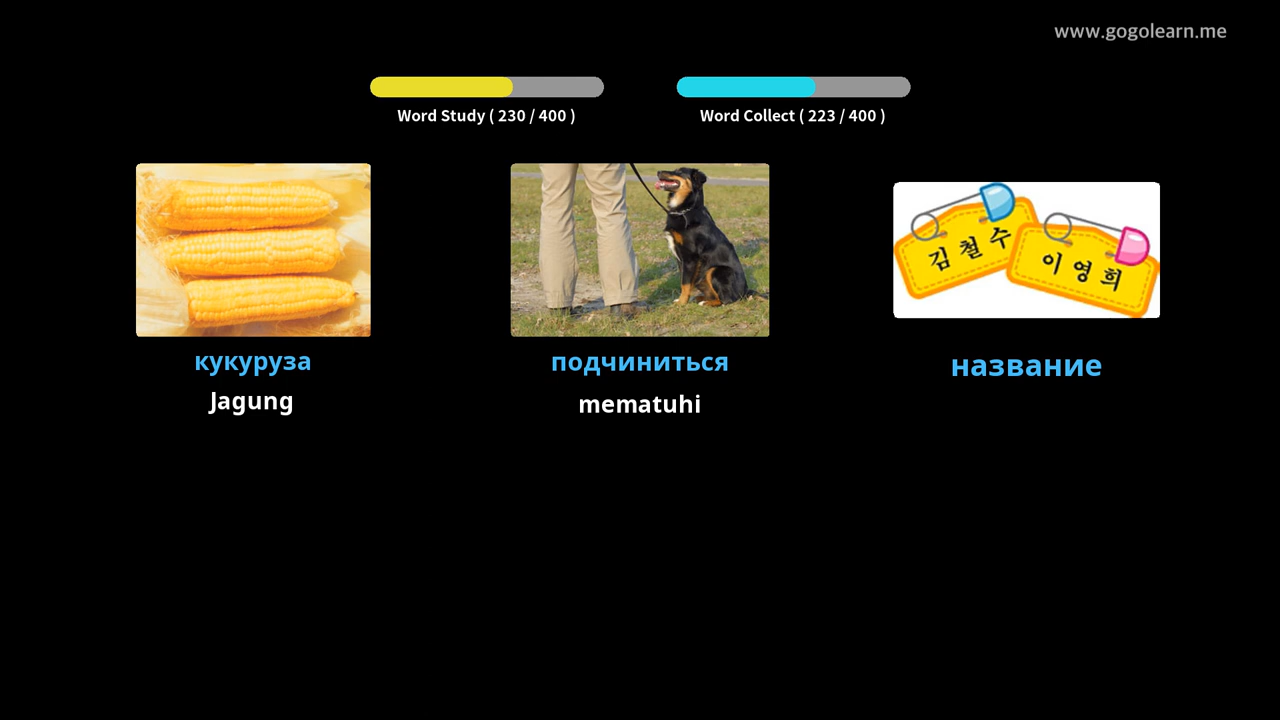 www.gogolearn.me
Word Study ( 230 / 400 )
Word Collect ( 223 / 400 )
김철수
이영희
кукуруза
Jagung
подчиниться
mematuhi
название